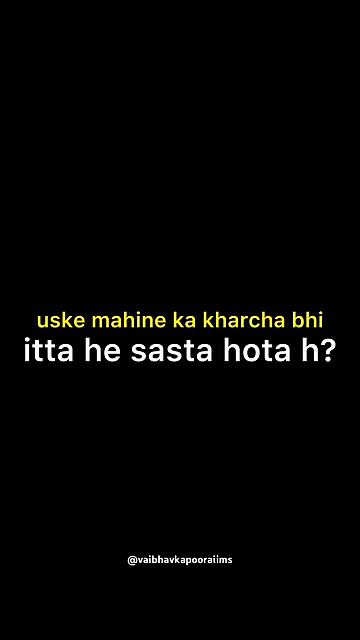 uske mahine ka kharcha bhi
itta he sasta hota h?
@vaibhavkapooraiims